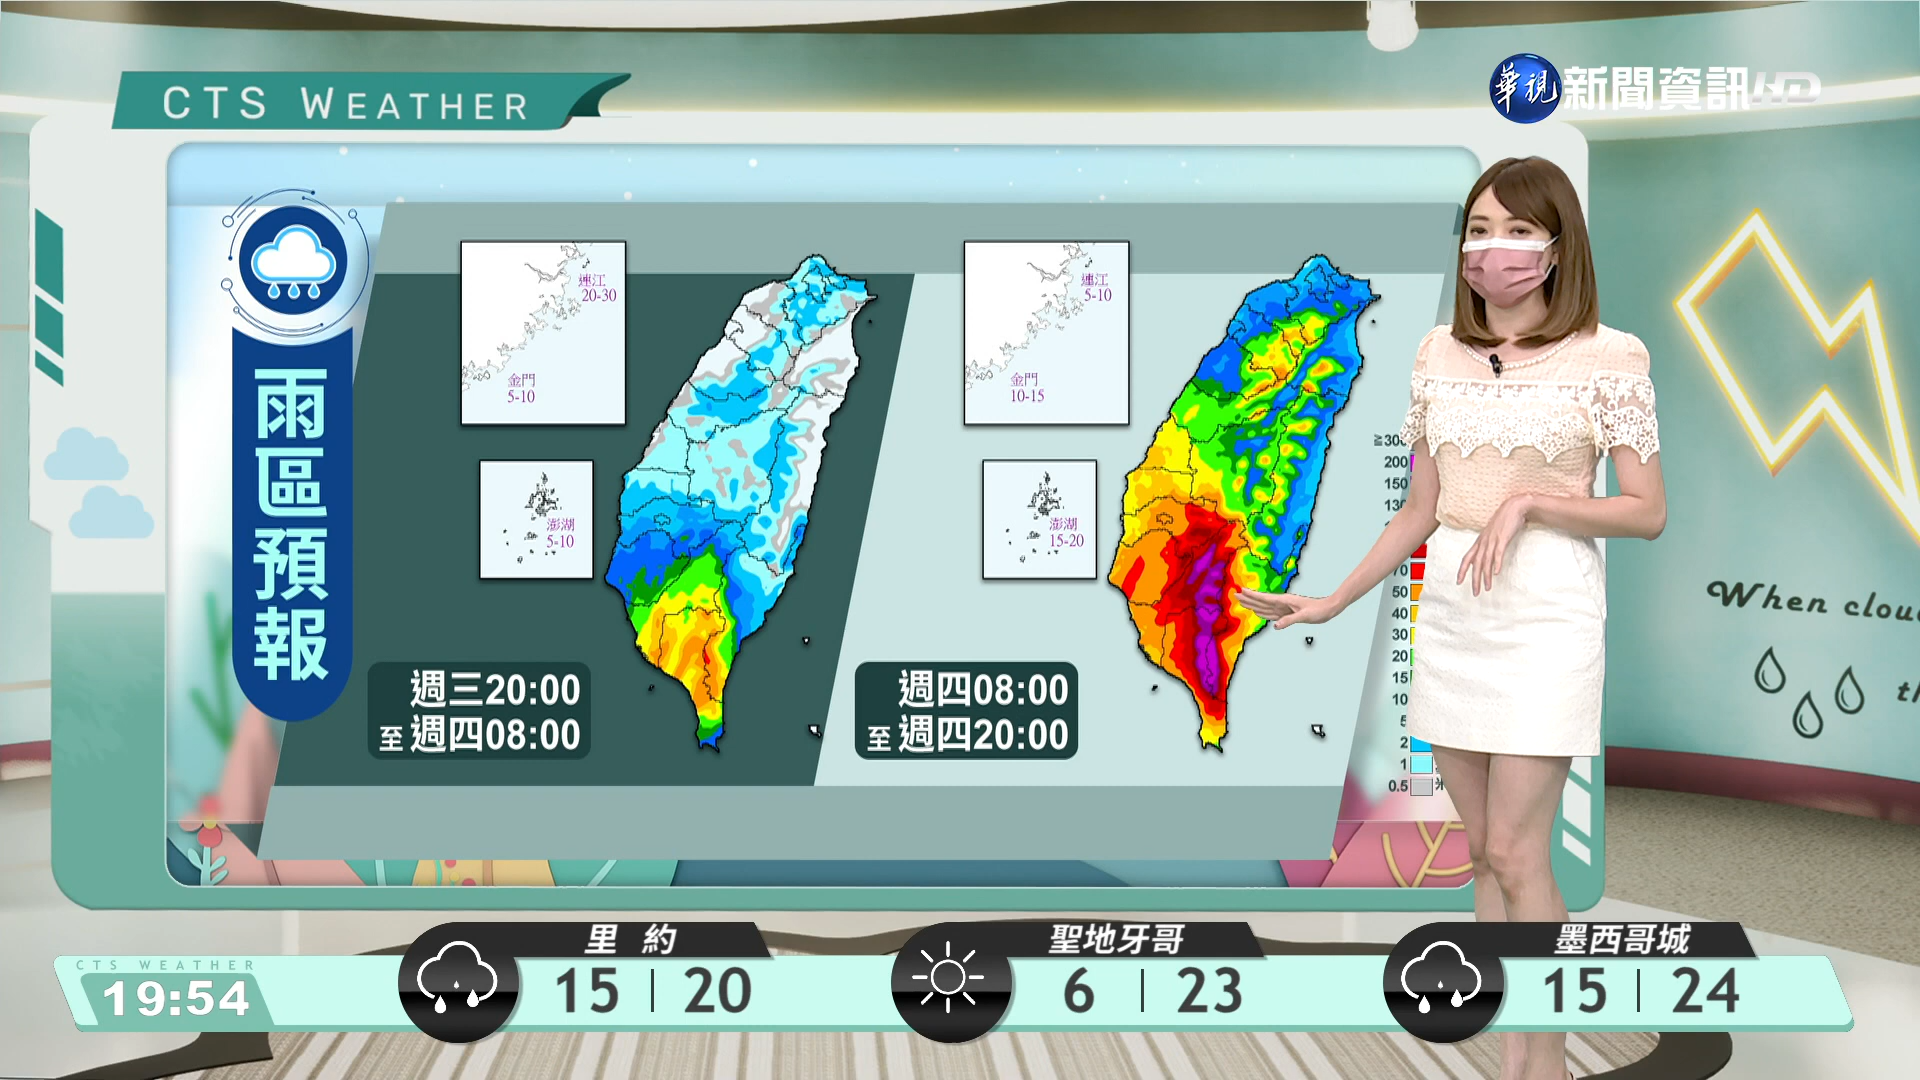 CTS WEATHER
華視新聞資訊HD
雨區預報
連江
20-30
金門
5-10
澎湖
5-10
週三20:00
至週四08:00
連江
5-10
金門
10-15
澎湖
15-20
週四08:00
至週四20:00
200
150
70
50
40
30
20
15
10
5
2
1
0.5
When clou
CTS WEATHER
19:54
里約
15 | 20
聖地牙哥
6 | 23
墨西哥城
15 | 24